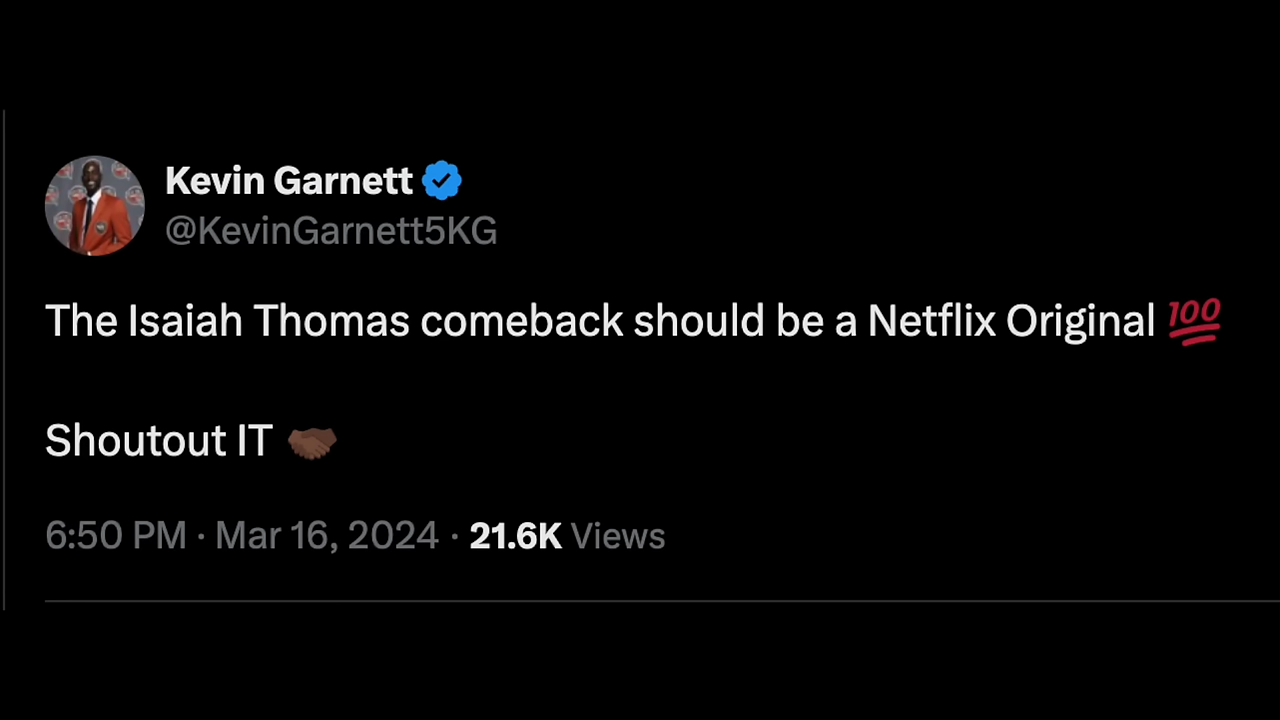 Kevin Garnett
@KevinGarnett5KG
The Isaiah Thomas comeback should be a Netflix Original 💯
Shoutout IT 🤝🏾
6:50 PM · Mar 16, 2024 · 21.6K Views